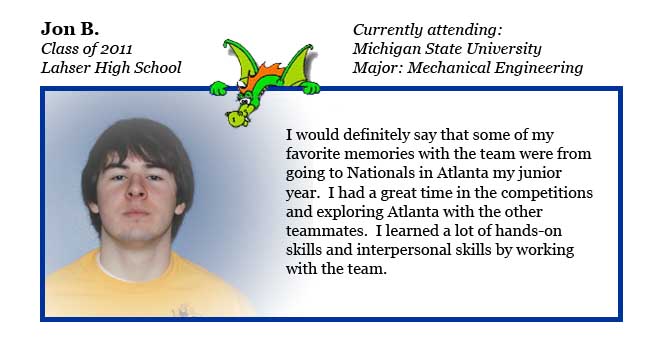 Jon B.
Class of 2011
Lahser High School
Currently attending:
Michigan State University
Major: Mechanical Engineering
I would definitely say that some of my
favorite memories with the team were from
going to Nationals in Atlanta my junior
year.  I had a great time in the competitions
and exploring Atlanta with the other
teammates.  I learned a lot of hands-on
skills and interpersonal skills by working
with the team.